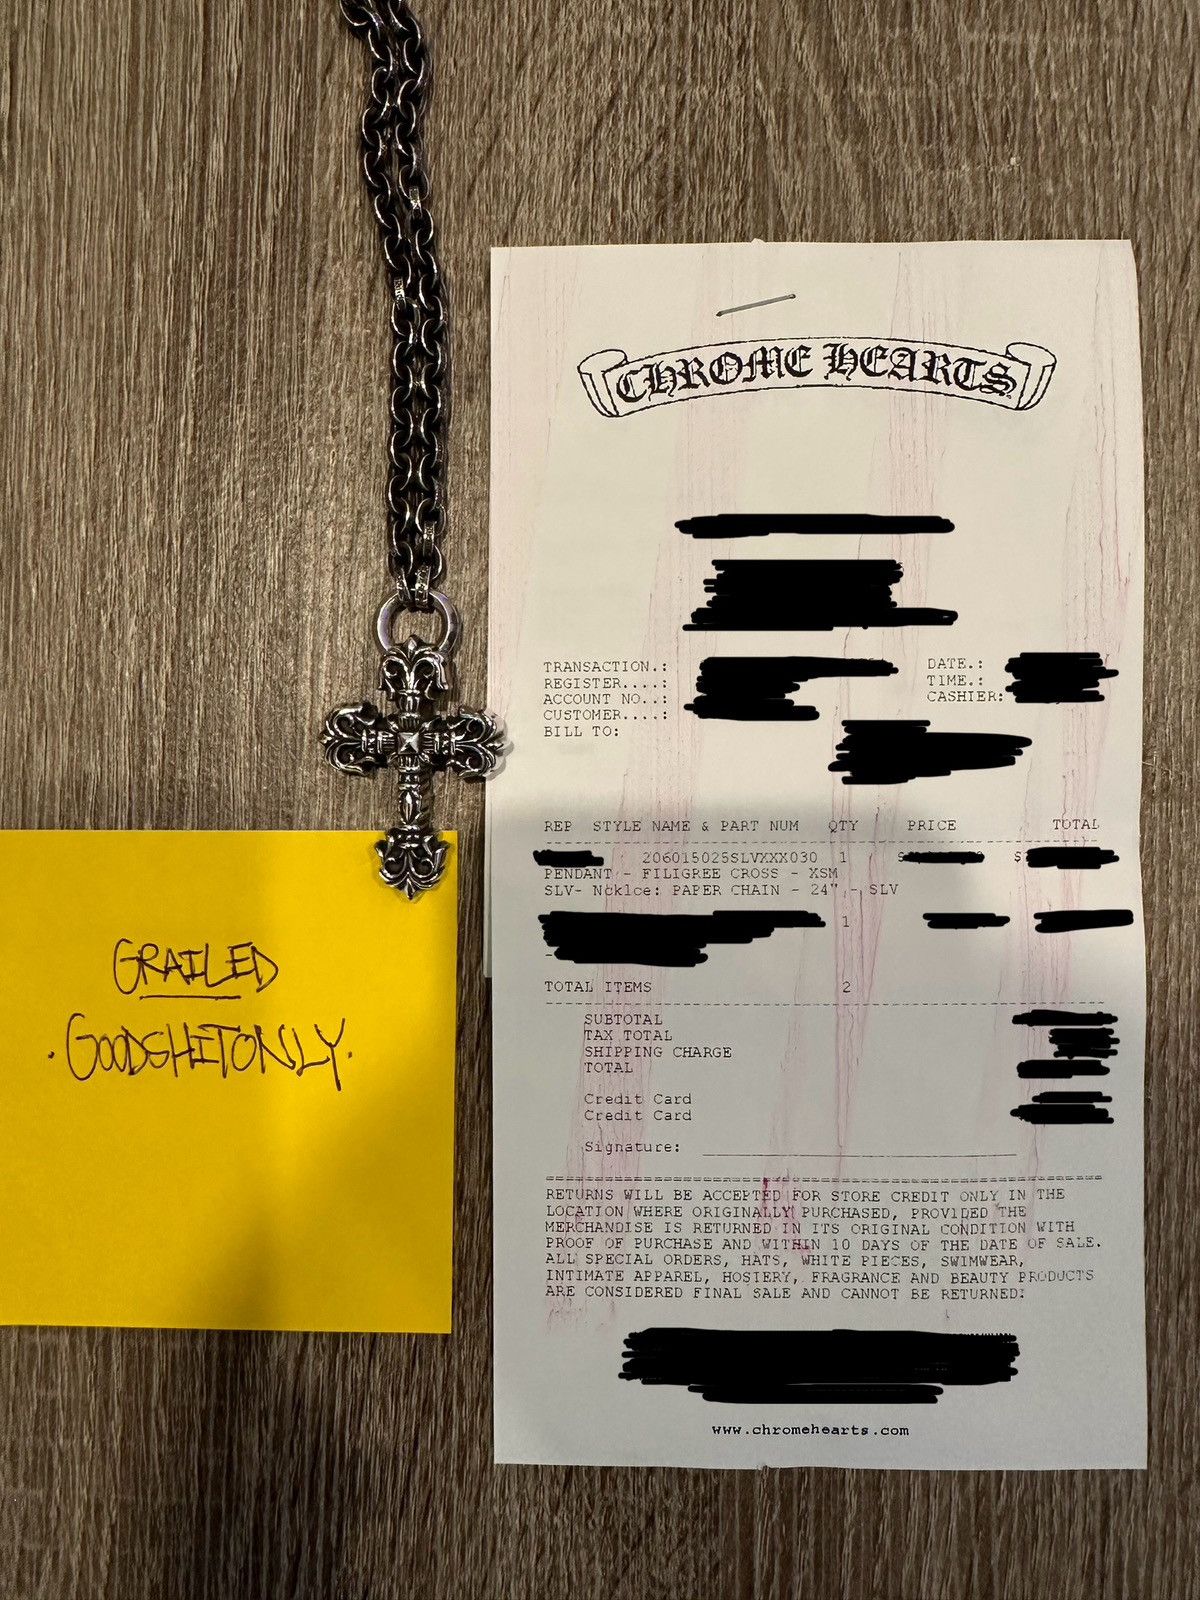 CHROME HEARTS
TRANSACTION.:
REGISTER....:
ACCOUNT NO..:
CUSTOMER....:
BILL TO:
DATE.:
TIME.:
CASHIER:
REP STYLE NAME & PART NUM QTY PRICE TOTAL
206015025SLVXXX030 1
PENDANT - FILIGREE CROSS - XSM
SLV- Ncklce: PAPER CHAIN - 24" - SLV
1
TOTAL ITEMS 2
SUBTOTAL
TAX TOTAL
SHIPPING CHARGE
TOTAL
Credit Card
Credit Card
Signature:
RETURNS WILL BE ACCEPTED FOR STORE CREDIT ONLY IN THE
LOCATION WHERE ORIGINALLY PURCHASED, PROVIDED THE
MERCHANDISE IS RETURNED IN ITS ORIGINAL CONDITION WITH
PROOF OF PURCHASE AND WITHIN 10 DAYS OF THE DATE OF SALE.
ALL SPECIAL ORDERS, HATS, WHITE PIECES, SWIMWEAR,
INTIMATE APPAREL, HOSIERY, FRAGRANCE AND BEAUTY PRODUCTS
ARE CONSIDERED FINAL SALE AND CANNOT BE RETURNED.
www.chromehearts.com
GRAILED
.GOODSHITONLY.